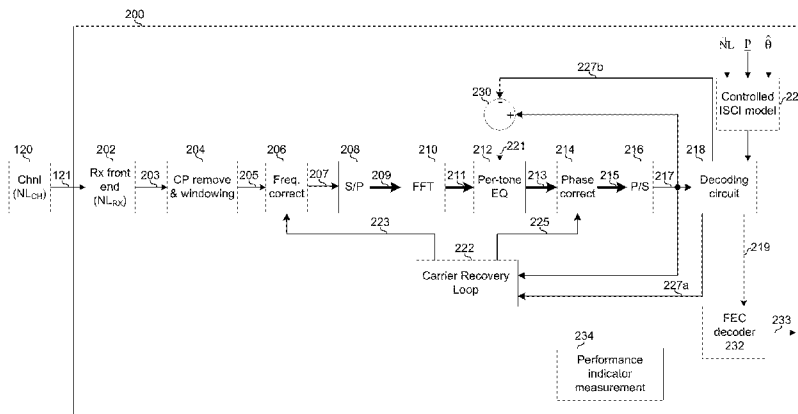 200
N̂L P θ̂
227b
230
Controlled
ISCI model
22
120 202 204 206 208 210 212 221 214 216 218
Chnl
(NL_CH)
121
Rx front
end
(NL_RX)
203
CP remove
& windowing
205
Freq.
correct
207
S/P
209
FFT
211
Per-tone
EQ
213
Phase
correct
215
P/S
217
Decoding
circuit
223 225
222
219
Carrier Recovery
Loop
227a
FEC
decoder
232
233
234
Performance
indicator
measurement